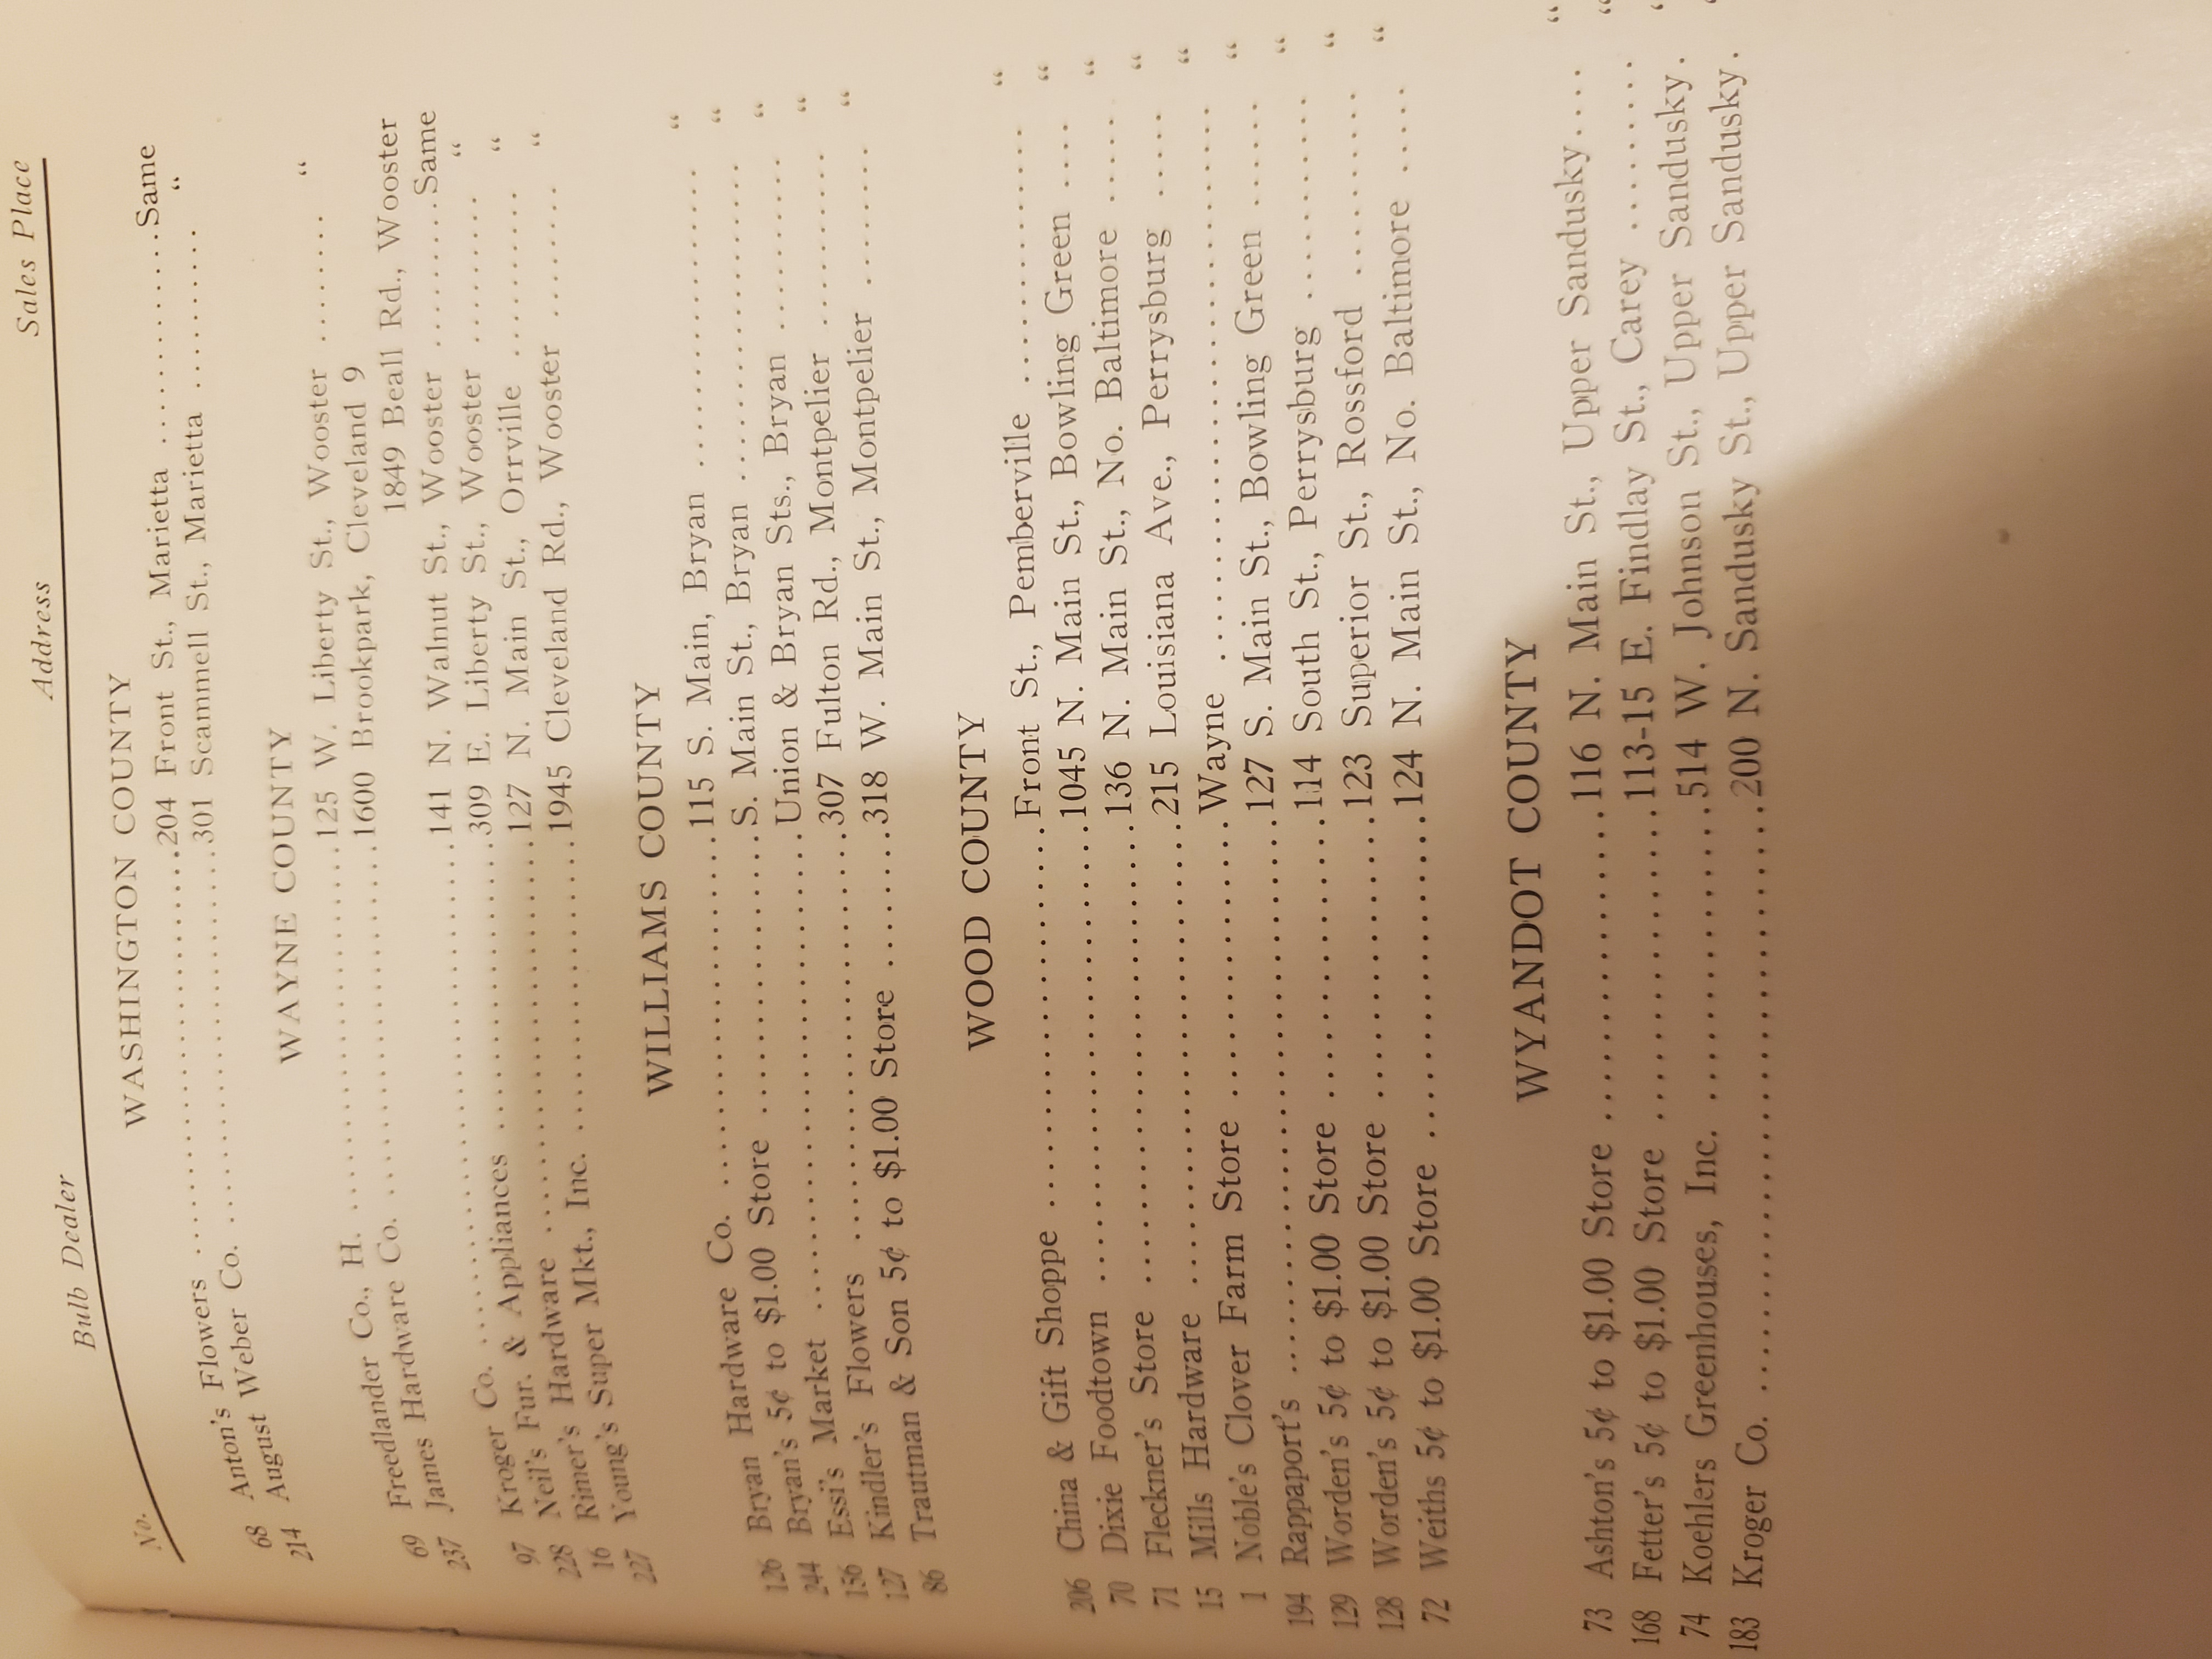 No. Bulb Dealer Address Sales Place
WASHINGTON COUNTY
68 Anton's Flowers ........ 204 Front St., Marietta ........ Same
214 August Weber Co. ........ 301 Scammell St., Marietta ........ "
WAYNE COUNTY
69 Freedlander Co., H. ........ 125 W. Liberty St., Wooster ........ "
237 James Hardware Co. ........ 1600 Brookpark, Cleveland 9
1849 Beall Rd., Wooster
97 Kroger Co. ........ 141 N. Walnut St., Wooster ........ Same
228 Neil's Fur. & Appliances ........ 309 E. Liberty St., Wooster ........ "
16 Rimer's Hardware ........ 127 N. Main St., Orrville ........ "
227 Young's Super Mkt., Inc. ........ 1945 Cleveland Rd., Wooster ........ "
WILLIAMS COUNTY
126 Bryan Hardware Co. ........ 115 S. Main, Bryan ........ "
244 Bryan's 5¢ to $1.00 Store ........ S. Main St., Bryan ........ "
156 Essi's Market ........ Union & Bryan Sts., Bryan ........ "
127 Kindler's Flowers ........ 307 Fulton Rd., Montpelier ........ "
86 Trautman & Son 5¢ to $1.00 Store ........ 318 W. Main St., Montpelier ........ "
WOOD COUNTY
206 China & Gift Shoppe ........ Front St., Pemberville ........ "
70 Dixie Foodtown ........ 1045 N. Main St., Bowling Green .... "
71 Fleckner's Store ........ 136 N. Main St., No. Baltimore ..... "
15 Mills Hardware ........ 215 Louisiana Ave., Perrysburg ..... "
1 Noble's Clover Farm Store ........ Wayne ........ "
194 Rappaport's ........ 127 S. Main St., Bowling Green ...... "
129 Worden's 5¢ to $1.00 Store ........ 114 South St., Perrysburg ........ "
128 Worden's 5¢ to $1.00 Store ........ 123 Superior St., Rossford ........ "
72 Weiths 5¢ to $1.00 Store ........ 124 N. Main St., No. Baltimore ..... "
WYANDOT COUNTY
73 Ashton's 5¢ to $1.00 Store ........ 116 N. Main St., Upper Sandusky.... "
168 Fetter's 5¢ to $1.00 Store ........ 113-15 E. Findlay St., Carey ........ "
74 Koehlers Greenhouses, Inc. ........ 514 W. Johnson St., Upper Sandusky. "
183 Kroger Co. ........ 200 N. Sandusky St., Upper Sandusky. "